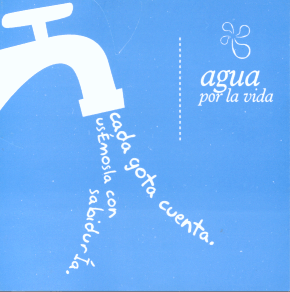 agua
por la vida
cada gota cuenta.
usÉmosla con
sabidurÍa.